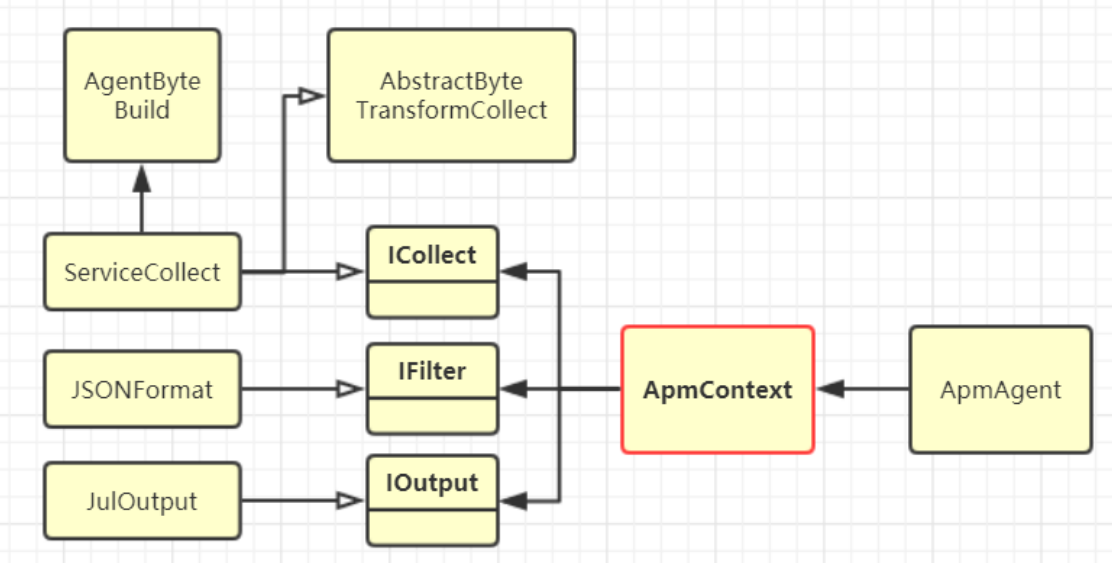 AgentByte
Build
AbstractByte
TransformCollect
ServiceCollect
ICollect
JSONFormat
IFilter
ApmContext
ApmAgent
JulOutput
IOutput